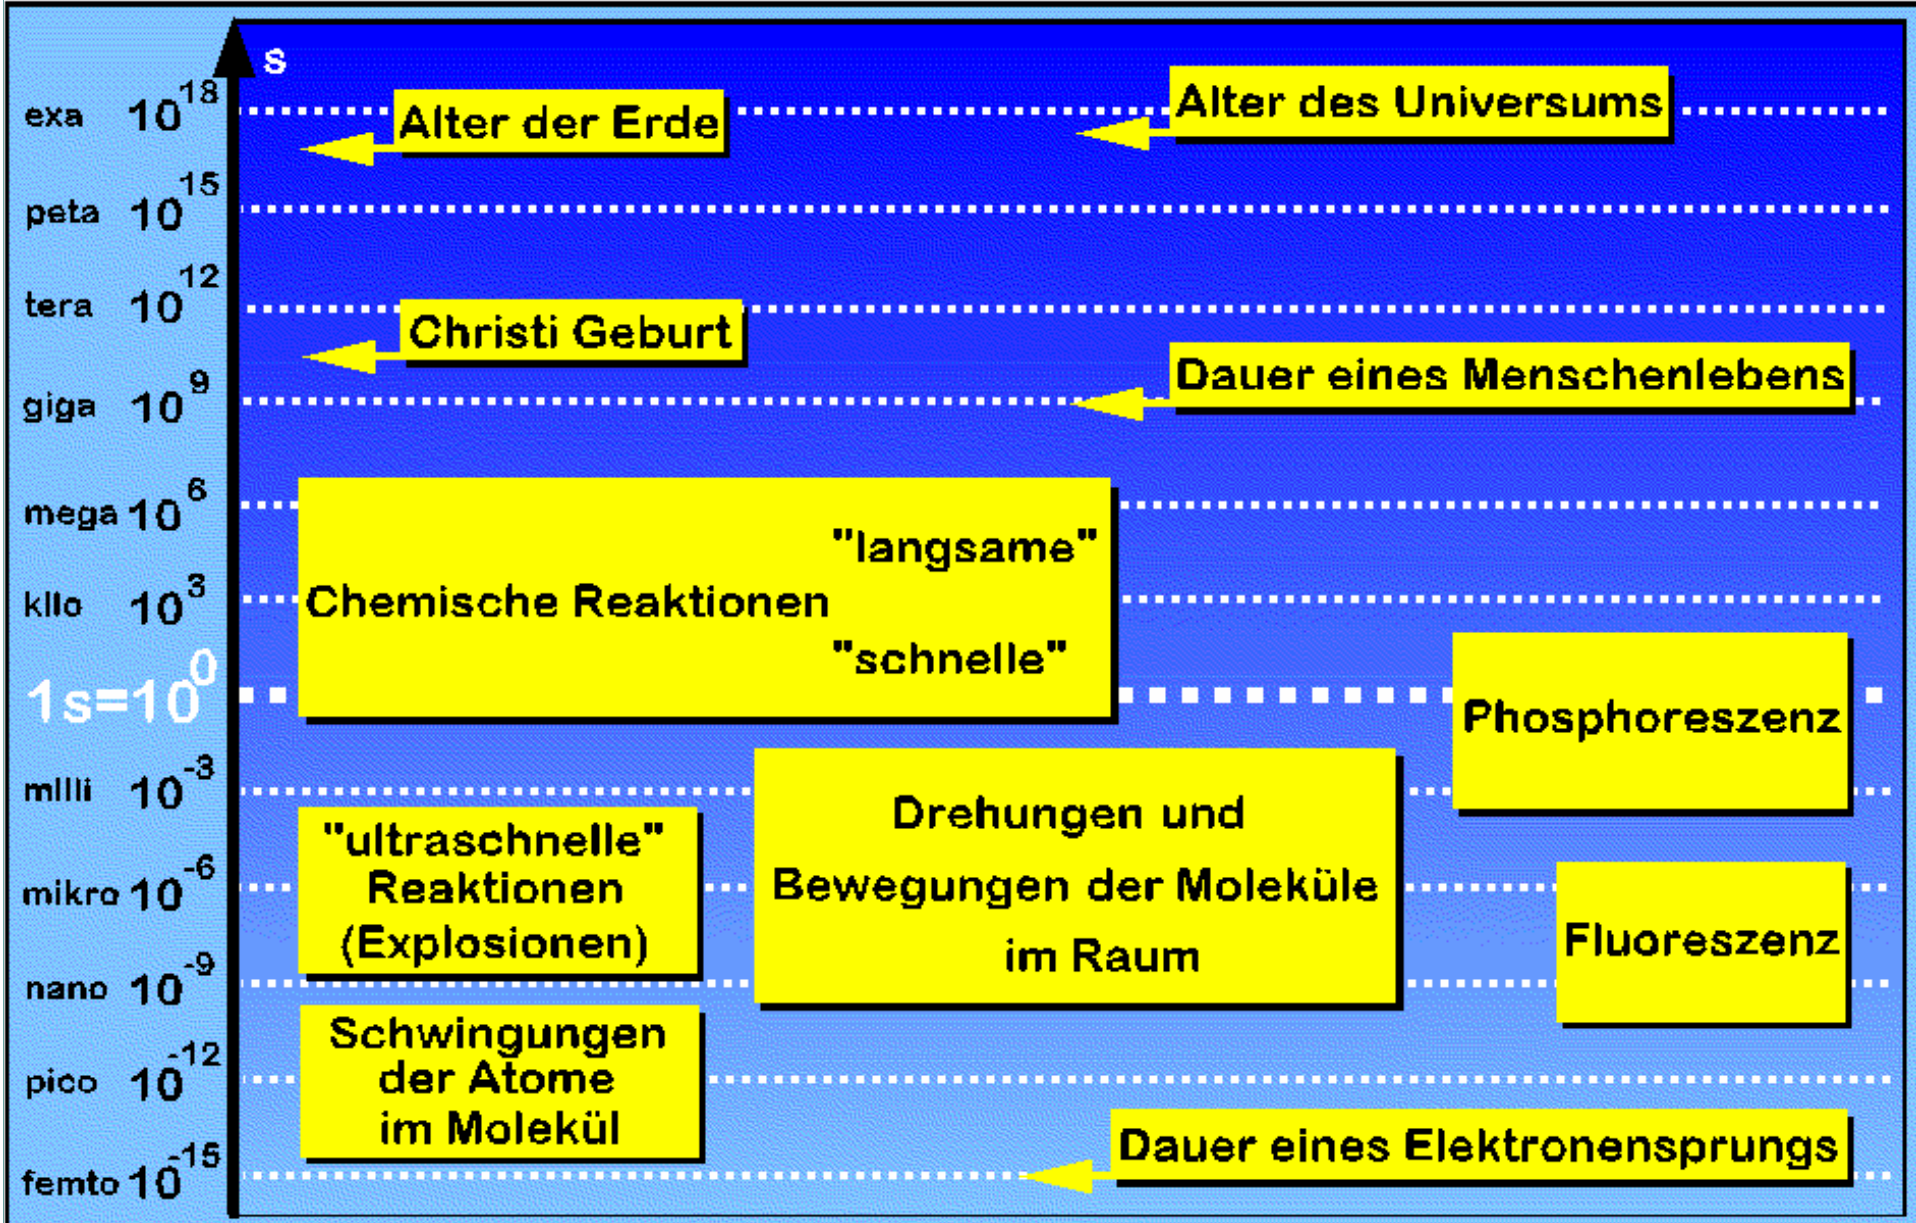 s
exa 10^18
Alter der Erde
Alter des Universums
peta 10^15
tera 10^12
Christi Geburt
Dauer eines Menschenlebens
giga 10^9
mega 10^6
"langsame"
kilo 10^3
Chemische Reaktionen
"schnelle"
1s=10^0
Phosphoreszenz
milli 10^-3
"ultraschnelle"
Reaktionen
(Explosionen)
Drehungen und
Bewegungen der Moleküle
im Raum
mikro 10^-6
Fluoreszenz
nano 10^-9
Schwingungen
der Atome
im Molekül
pico 10^-12
Dauer eines Elektronensprungs
femto 10^-15